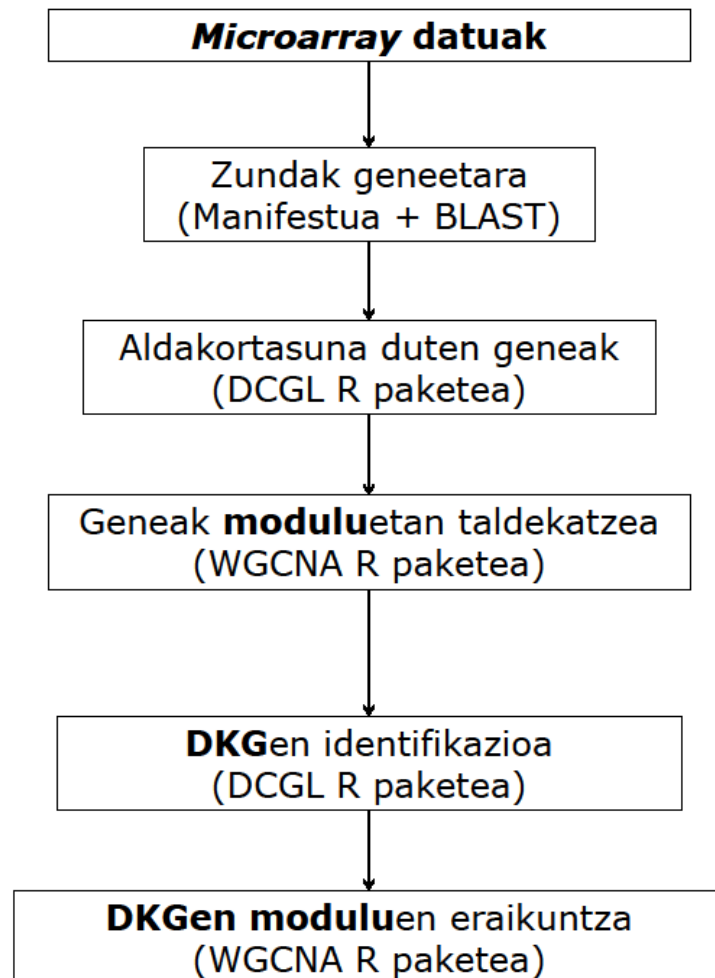 Microarray datuak
Zundak geneetara
(Manifestua + BLAST)
Aldakortasuna duten geneak
(DCGL R paketea)
Geneak moduluetan taldekatzea
(WGCNA R paketea)
DKGen identifikazioa
(DCGL R paketea)
DKGen moduluen eraikuntza
(WGCNA R paketea)